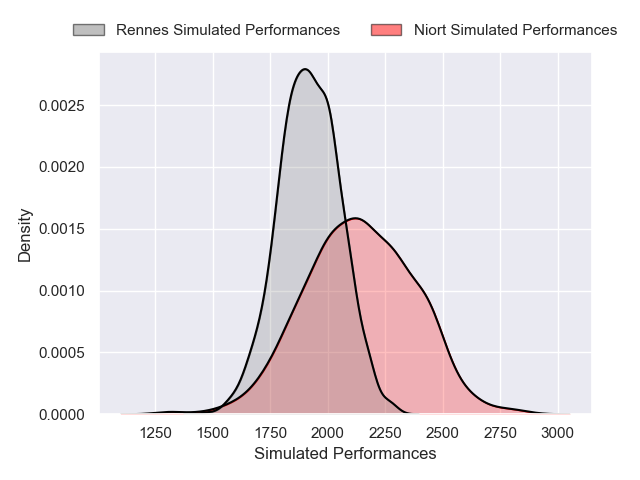 Rennes Simulated Performances Niort Simulated Performances
0.0025
0.0020
0.0015
0.0010
0.0005
0.0000
Density
1250 1500 1750 2000 2250 2500 2750 3000
Simulated Performances